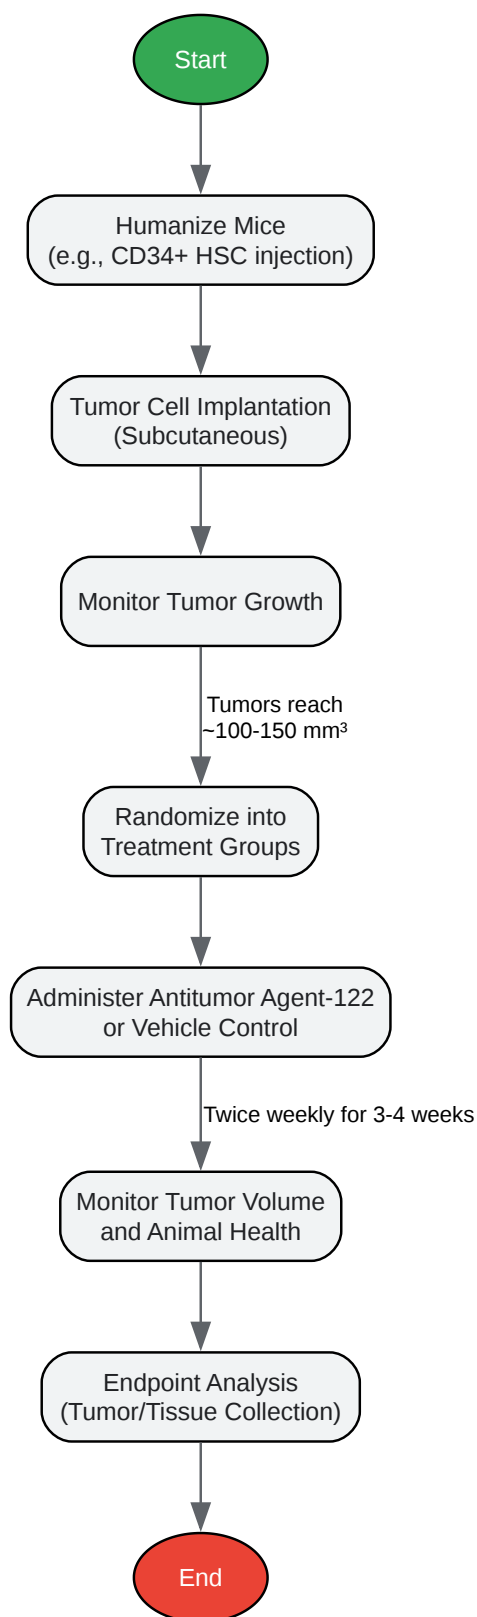 Start
Humanize Mice
(e.g., CD34+ HSC injection)
Tumor Cell Implantation
(Subcutaneous)
Monitor Tumor Growth
Tumors reach
~100-150 mm³
Randomize into
Treatment Groups
Administer Antitumor Agent-122
or Vehicle Control
Twice weekly for 3-4 weeks
Monitor Tumor Volume
and Animal Health
Endpoint Analysis
(Tumor/Tissue Collection)
End